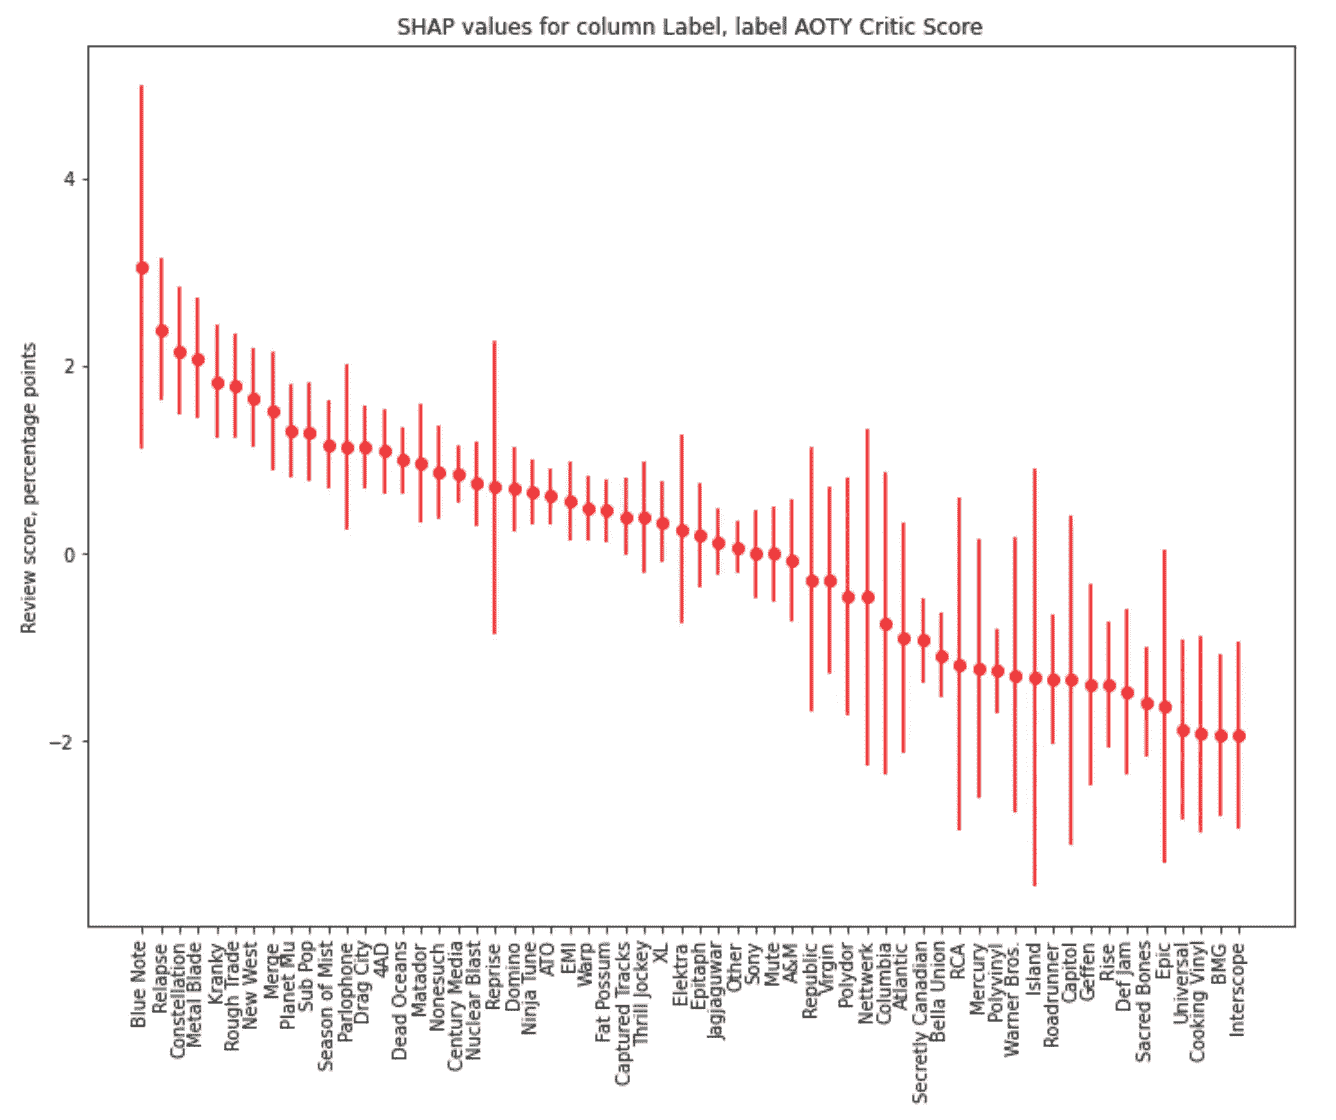 SHAP values for column Label, label AOTY Critic Score
Review score, percentage points
4
2
0
−2
Blue Note
Relapse
Constellation
Metal Blade
Kranky
Rough Trade
New West
Merge
Planet Mu
Sub Pop
Season of Mist
Parlophone
Drag City
4AD
Dead Oceans
Matador
Nonesuch
Century Media
Nuclear Blast
Reprise
Domino
Ninja Tune
ATO
EMI
Warp
Fat Possum
Captured Tracks
Thrill Jockey
XL
Elektra
Epitaph
Jagjaguwar
Other
Sony
Mute
A&M
Republic
Virgin
Polydor
Nettwerk
Columbia
Atlantic
Secretly Canadian
Bella Union
RCA
Mercury
Polyvinyl
Warner Bros.
Island
Roadrunner
Capitol
Geffen
Rise
Def Jam
Sacred Bones
Epic
Universal
Cooking Vinyl
BMG
Interscope